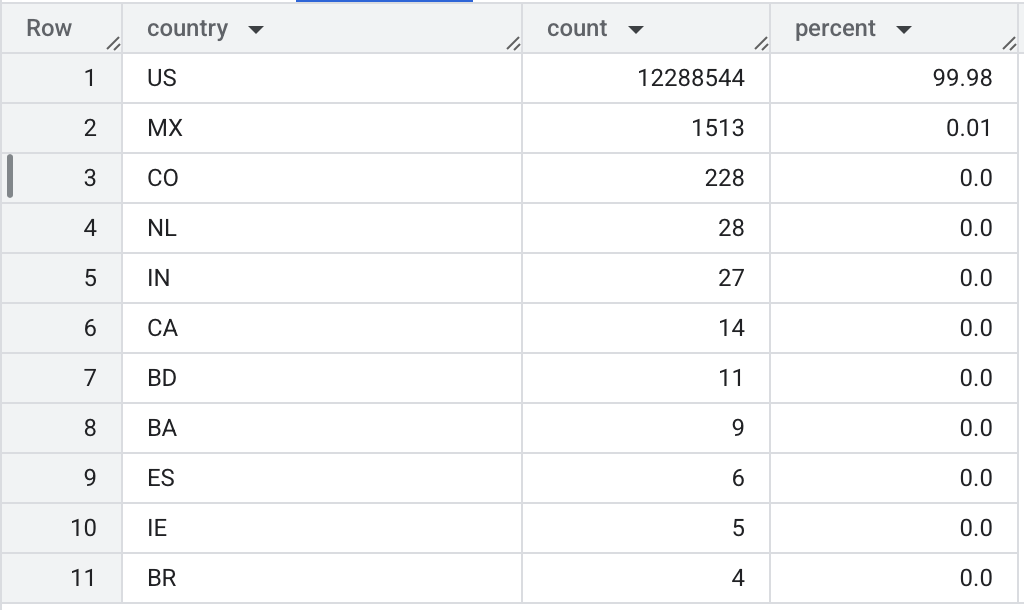 Row country count percent
1 US 12288544 99.98
2 MX 1513 0.01
3 CO 228 0.0
4 NL 28 0.0
5 IN 27 0.0
6 CA 14 0.0
7 BD 11 0.0
8 BA 9 0.0
9 ES 6 0.0
10 IE 5 0.0
11 BR 4 0.0